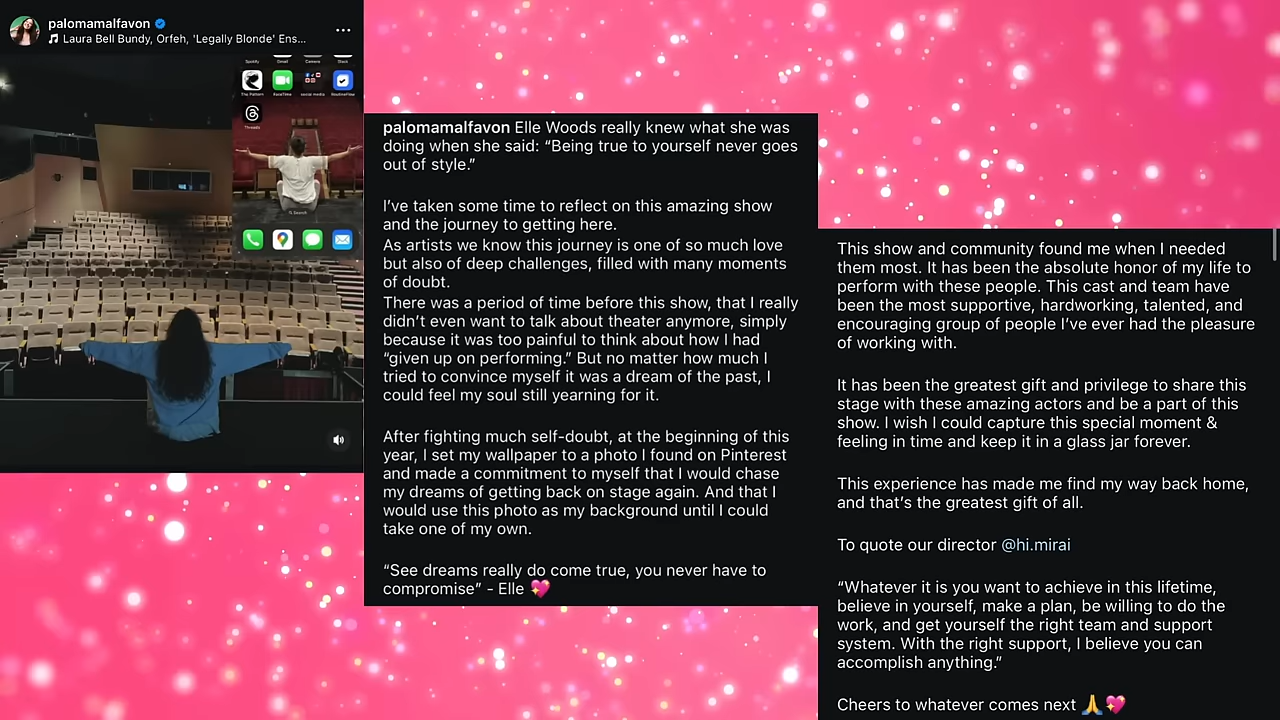 palomamalfavon
Laura Bell Bundy, Orfeh, 'Legally Blonde' Ens...
Spotify Gmail Camera Slack
The Pattern FaceTime social media RoutineFlow
Threads
Search
palomamalfavon Elle Woods really knew what she was
doing when she said: “Being true to yourself never goes
out of style.”
I’ve taken some time to reflect on this amazing show
and the journey to getting here.
As artists we know this journey is one of so much love
but also of deep challenges, filled with many moments
of doubt.
There was a period of time before this show, that I really
didn’t even want to talk about theater anymore, simply
because it was too painful to think about how I had
“given up on performing.” But no matter how much I
tried to convince myself it was a dream of the past, I
could feel my soul still yearning for it.
After fighting much self-doubt, at the beginning of this
year, I set my wallpaper to a photo I found on Pinterest
and made a commitment to myself that I would chase
my dreams of getting back on stage again. And that I
would use this photo as my background until I could
take one of my own.
“See dreams really do come true, you never have to
compromise” - Elle 💖
This show and community found me when I needed
them most. It has been the absolute honor of my life to
perform with these people. This cast and team have
been the most supportive, hardworking, talented, and
encouraging group of people I’ve ever had the pleasure
of working with.
It has been the greatest gift and privilege to share this
stage with these amazing actors and be a part of this
show. I wish I could capture this special moment &
feeling in time and keep it in a glass jar forever.
This experience has made me find my way back home,
and that’s the greatest gift of all.
To quote our director @hi.mirai
“Whatever it is you want to achieve in this lifetime,
believe in yourself, make a plan, be willing to do the
work, and get yourself the right team and support
system. With the right support, I believe you can
accomplish anything.”
Cheers to whatever comes next 🙏💖